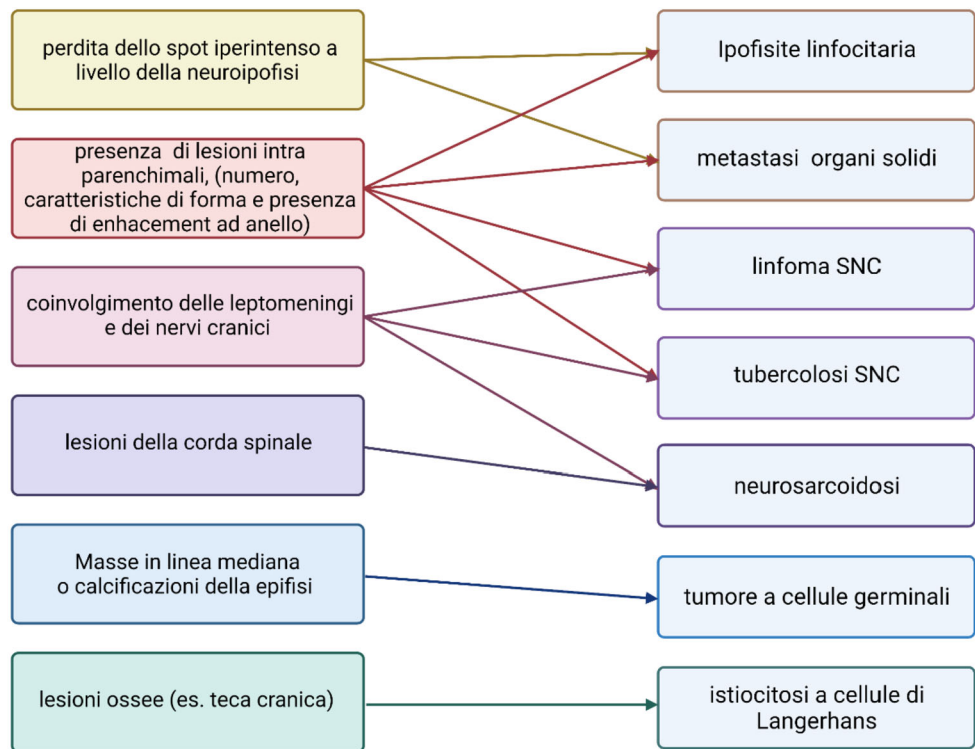 perdita dello spot iperintenso a
livello della neuroipofisi
presenza di lesioni intra
parenchimali, (numero,
caratteristiche di forma e presenza
di enhacement ad anello)
coinvolgimento delle leptomeningi
e dei nervi cranici
lesioni della corda spinale
Masse in linea mediana
o calcificazioni della epifisi
lesioni ossee (es. teca cranica)
Ipofisite linfocitaria
metastasi organi solidi
linfoma SNC
tubercolosi SNC
neurosarcoidosi
tumore a cellule germinali
istiocitosi a cellule di
Langerhans